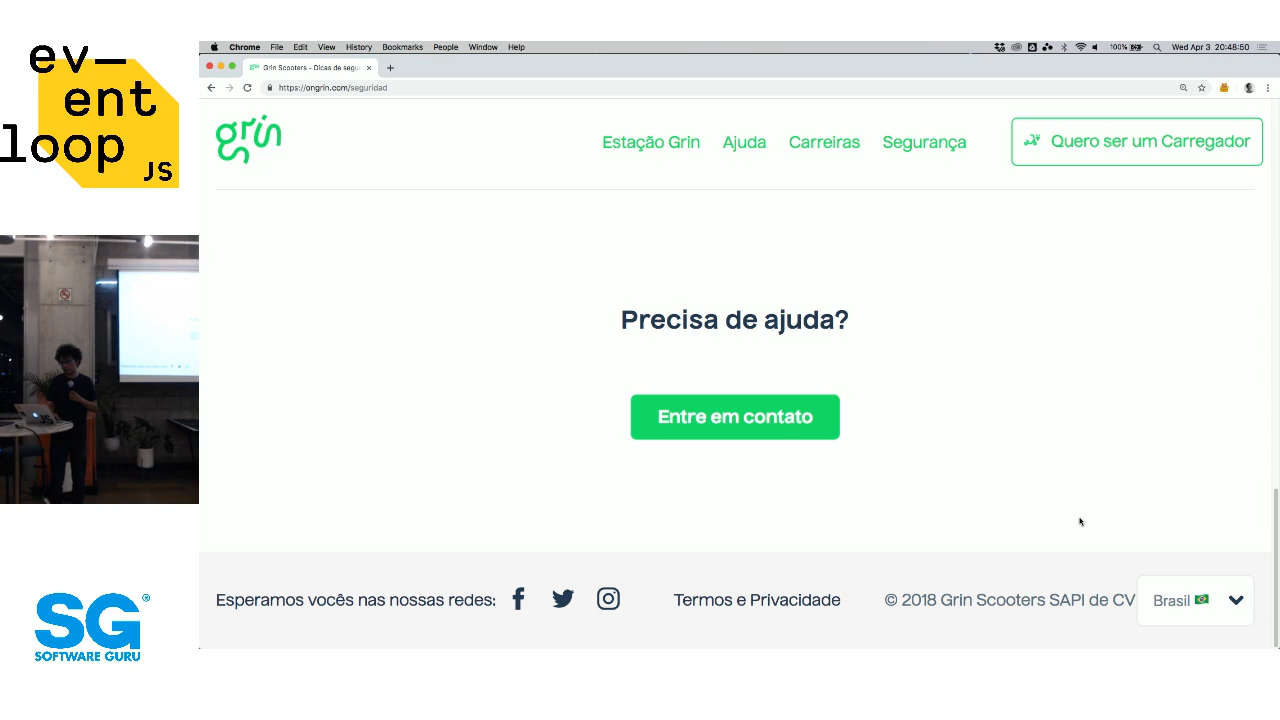 ev—
ent
loop
JS
Chrome File Edit View History Bookmarks People Window Help
100%
Wed Apr 3 20:48:50
Grin Scooters - Dicas de segur
https://ongrin.com/seguridad
grin
Estação Grin
Ajuda
Carreiras
Segurança
Quero ser um Carregador
Precisa de ajuda?
Entre em contato
Esperamos vocês nas nossas redes:
Termos e Privacidade
© 2018 Grin Scooters SAPI de CV
Brasil
JS
SG®
SOFTWARE GURU